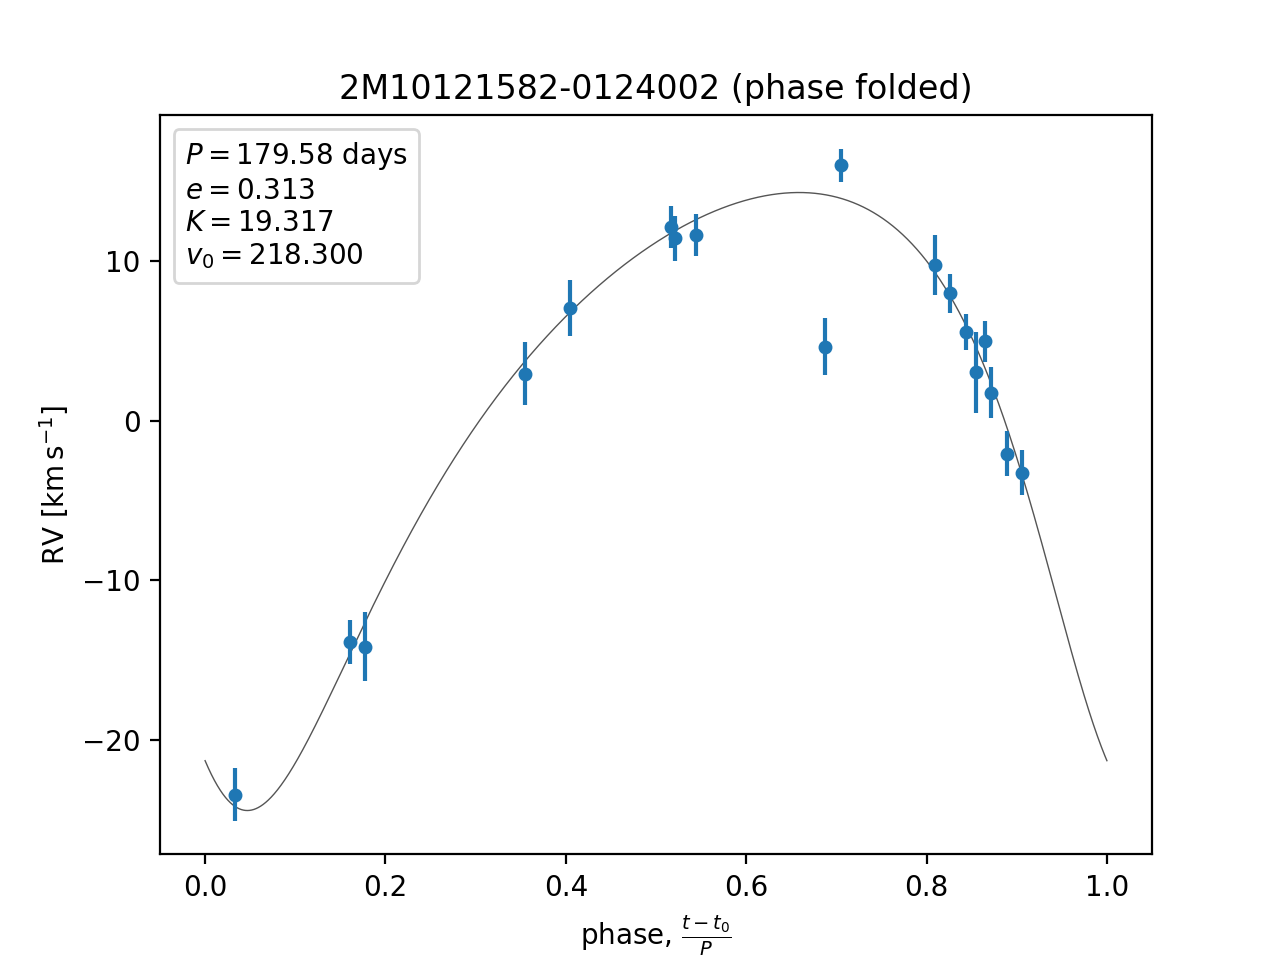 2M10121582-0124002 (phase folded)
P = 179.58 days
e = 0.313
K = 19.317
v₀ = 218.300
10
0
−10
−20
RV [km s⁻¹]
0.0 0.2 0.4 0.6 0.8 1.0
phase, (t − t₀)/P